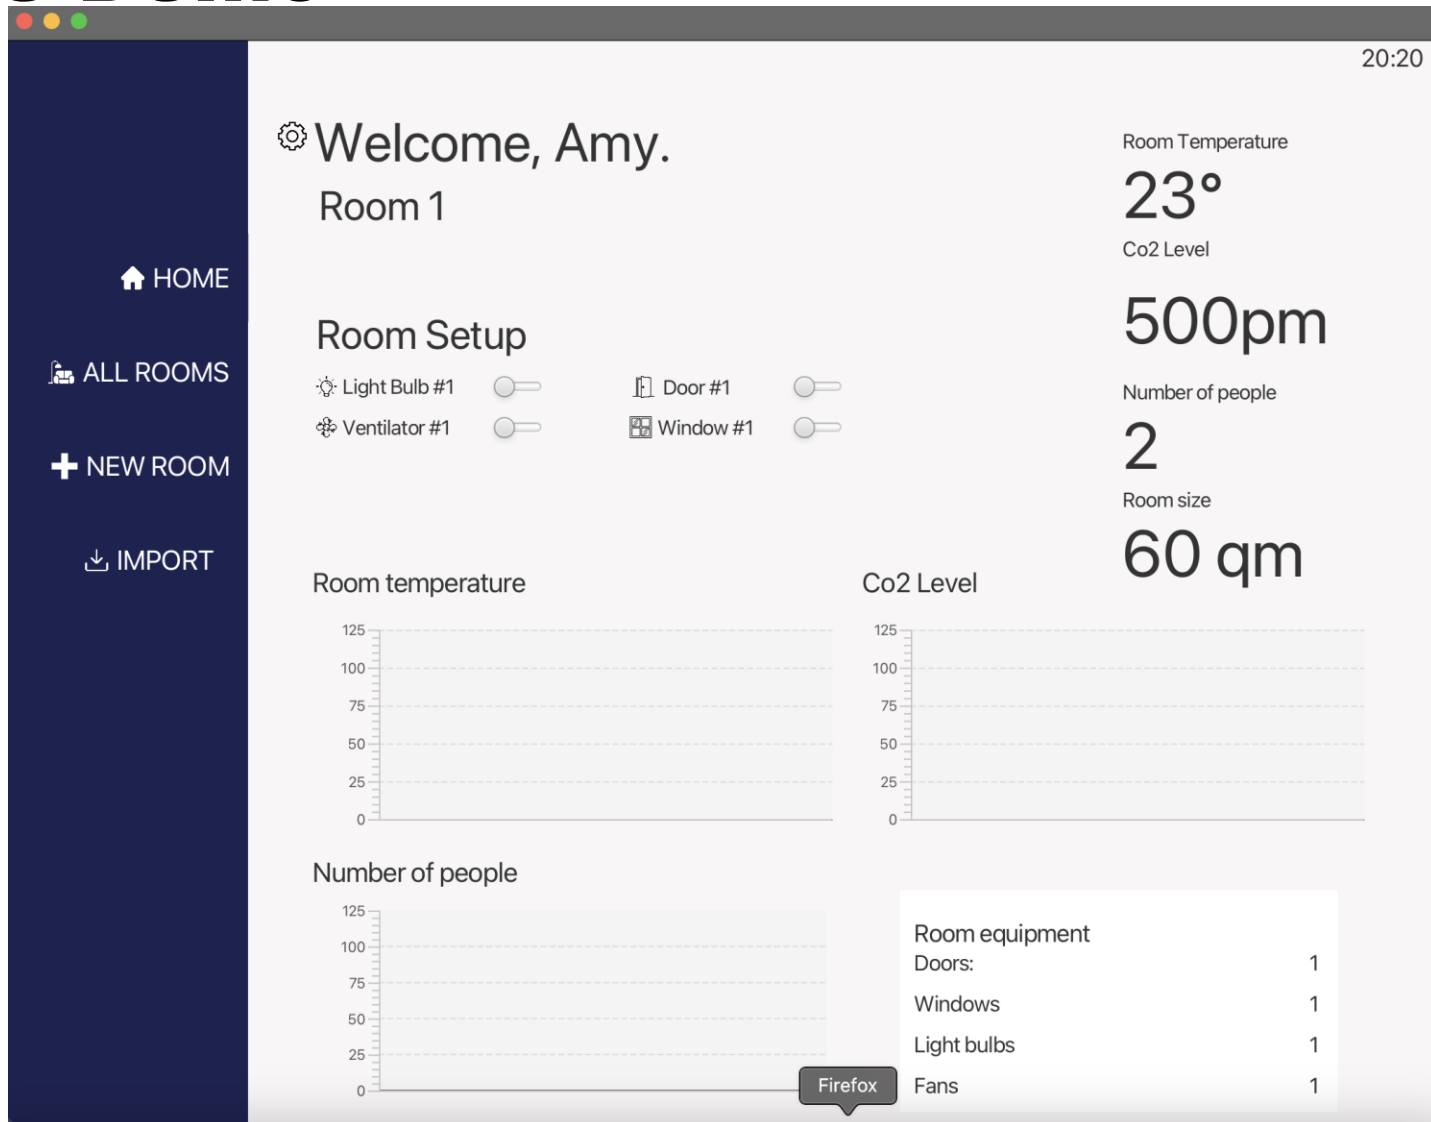 20:20
Welcome, Amy.
Room 1
HOME
ALL ROOMS
NEW ROOM
IMPORT
Room Setup
Light Bulb #1
Door #1
Ventilator #1
Window #1
Room Temperature
23°
Co2 Level
500pm
Number of people
2
Room size
60 qm
Room temperature
125
100
75
50
25
0
Co2 Level
125
100
75
50
25
0
Number of people
125
100
75
50
25
0
Room equipment
Doors: 1
Windows 1
Light bulbs 1
Fans 1
Firefox